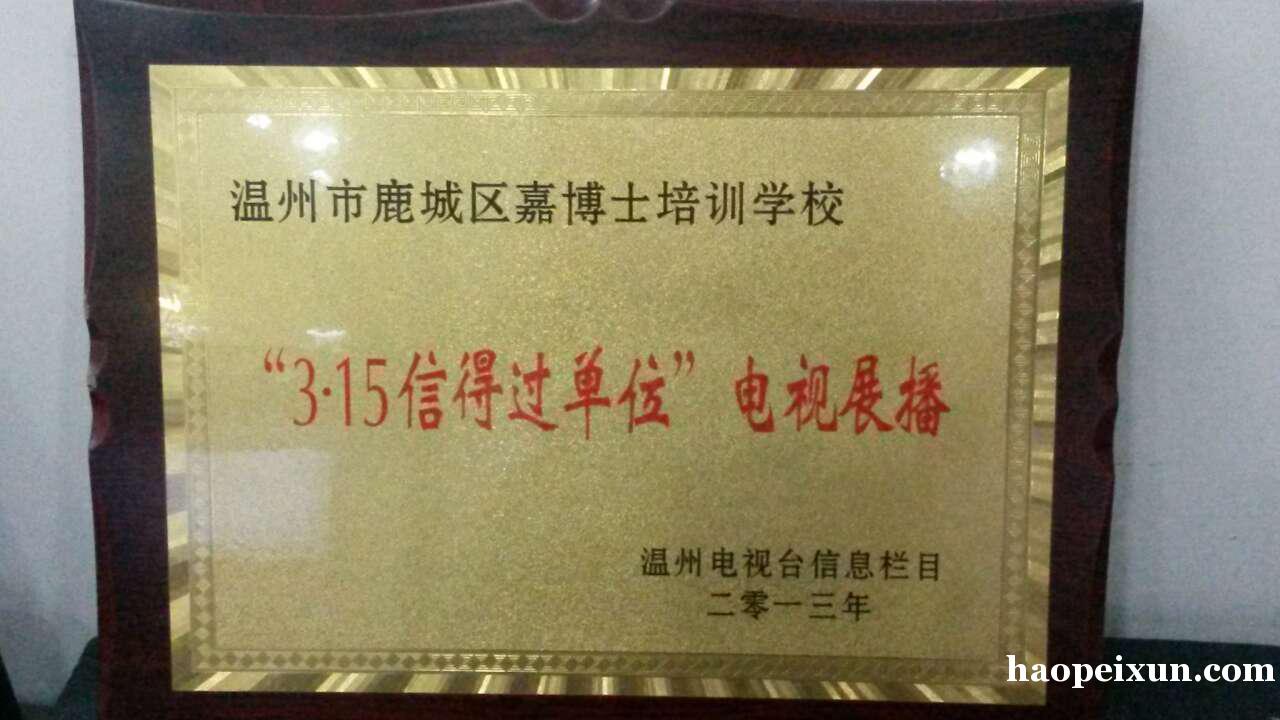 温州市鹿城区嘉博士培训学校
“3·15信得过单位”电视展播
温州电视台信息栏目
二零一三年
haopeixun.com